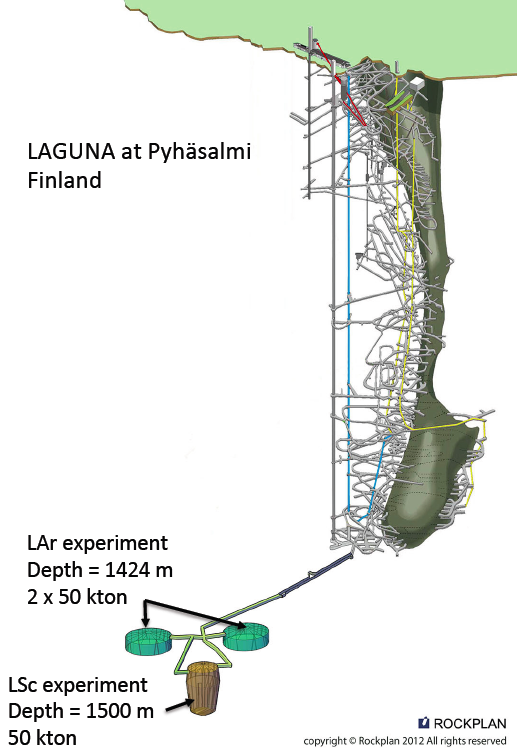 LAGUNA at Pyhäsalmi
Finland
LAr experiment
Depth = 1424 m
2 x 50 kton
LSc experiment
Depth = 1500 m
50 kton
ROCKPLAN
copyright © Rockplan 2012 All rights reserved